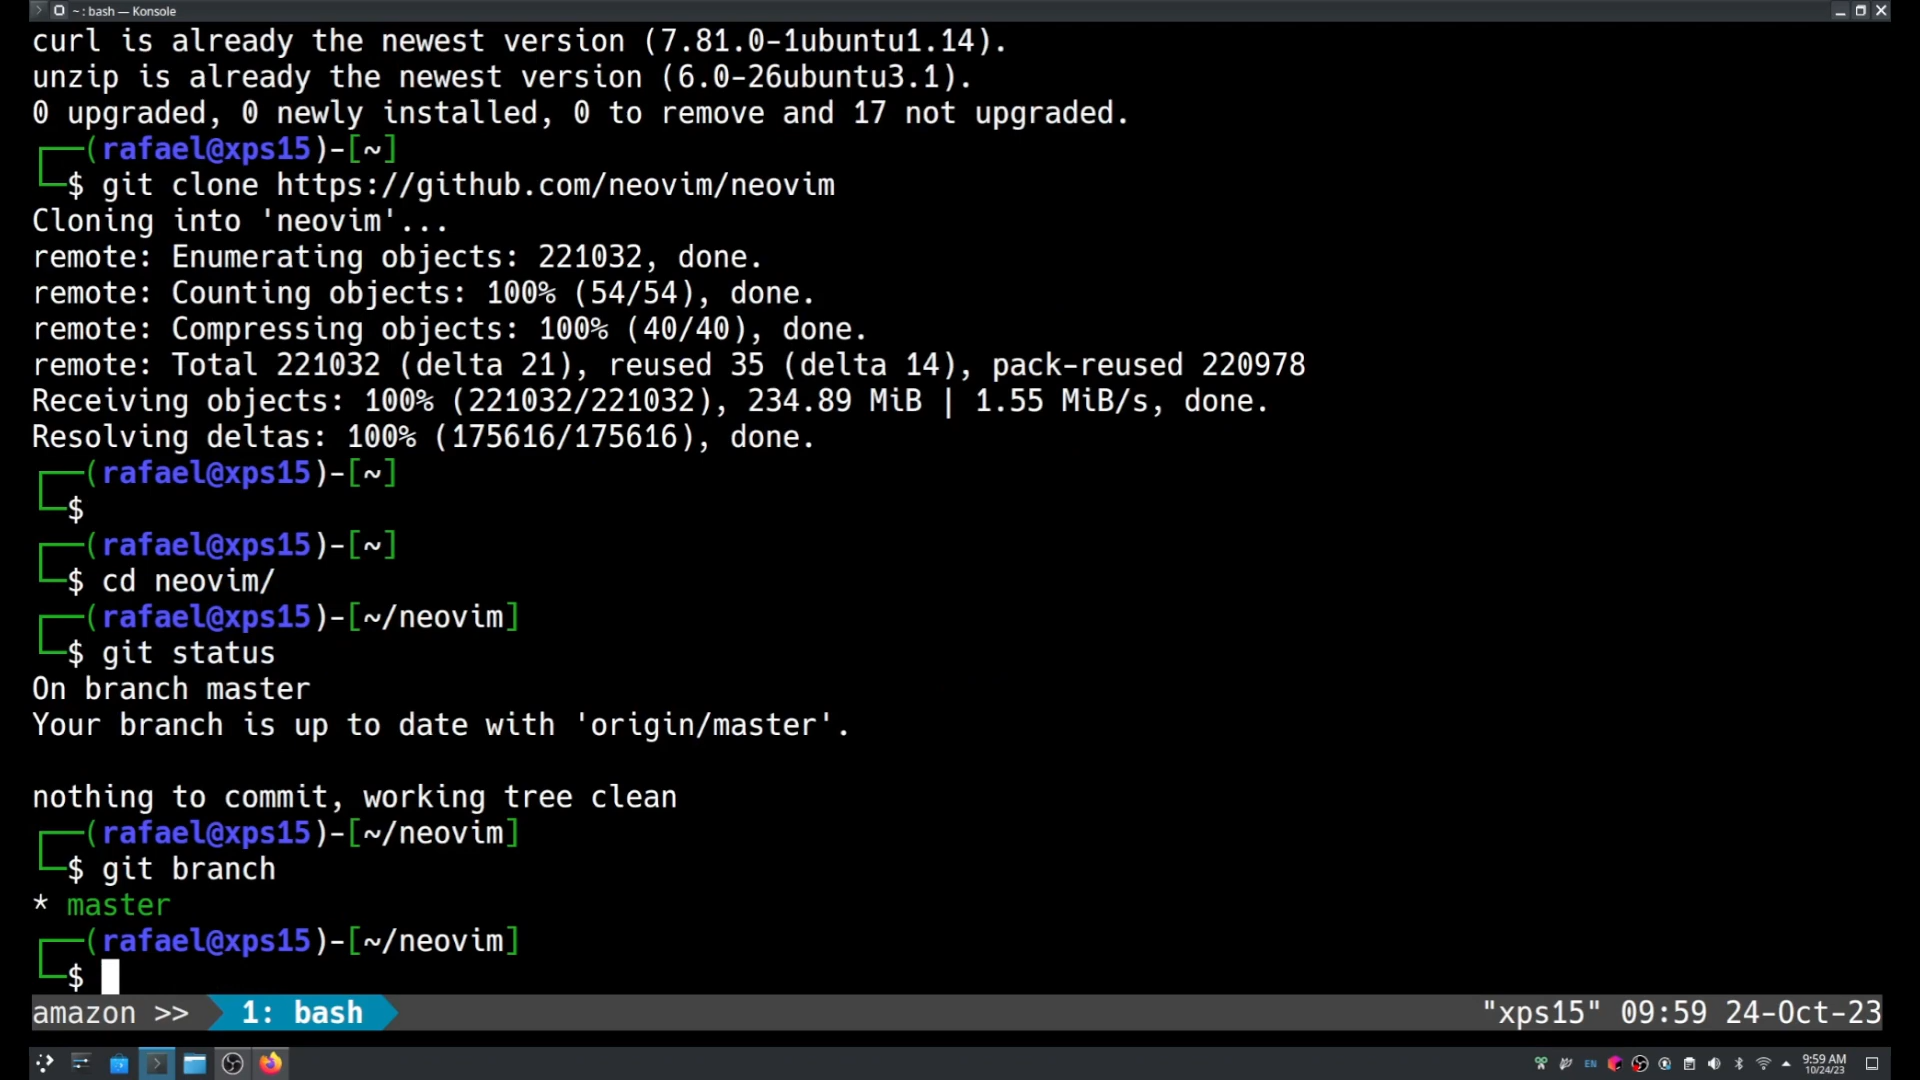 ~ : bash — Konsole
curl is already the newest version (7.81.0-1ubuntu1.14).
unzip is already the newest version (6.0-26ubuntu3.1).
0 upgraded, 0 newly installed, 0 to remove and 17 not upgraded.
(rafael@xps15)-[~]
$ git clone https://github.com/neovim/neovim
Cloning into 'neovim'...
remote: Enumerating objects: 221032, done.
remote: Counting objects: 100% (54/54), done.
remote: Compressing objects: 100% (40/40), done.
remote: Total 221032 (delta 21), reused 35 (delta 14), pack-reused 220978
Receiving objects: 100% (221032/221032), 234.89 MiB | 1.55 MiB/s, done.
Resolving deltas: 100% (175616/175616), done.
(rafael@xps15)-[~]
$
(rafael@xps15)-[~]
$ cd neovim/
(rafael@xps15)-[~/neovim]
$ git status
On branch master
Your branch is up to date with 'origin/master'.
nothing to commit, working tree clean
(rafael@xps15)-[~/neovim]
$ git branch
* master
(rafael@xps15)-[~/neovim]
$
amazon >> 1: bash "xps15" 09:59 24-Oct-23
EN 9:59 AM
10/24/23